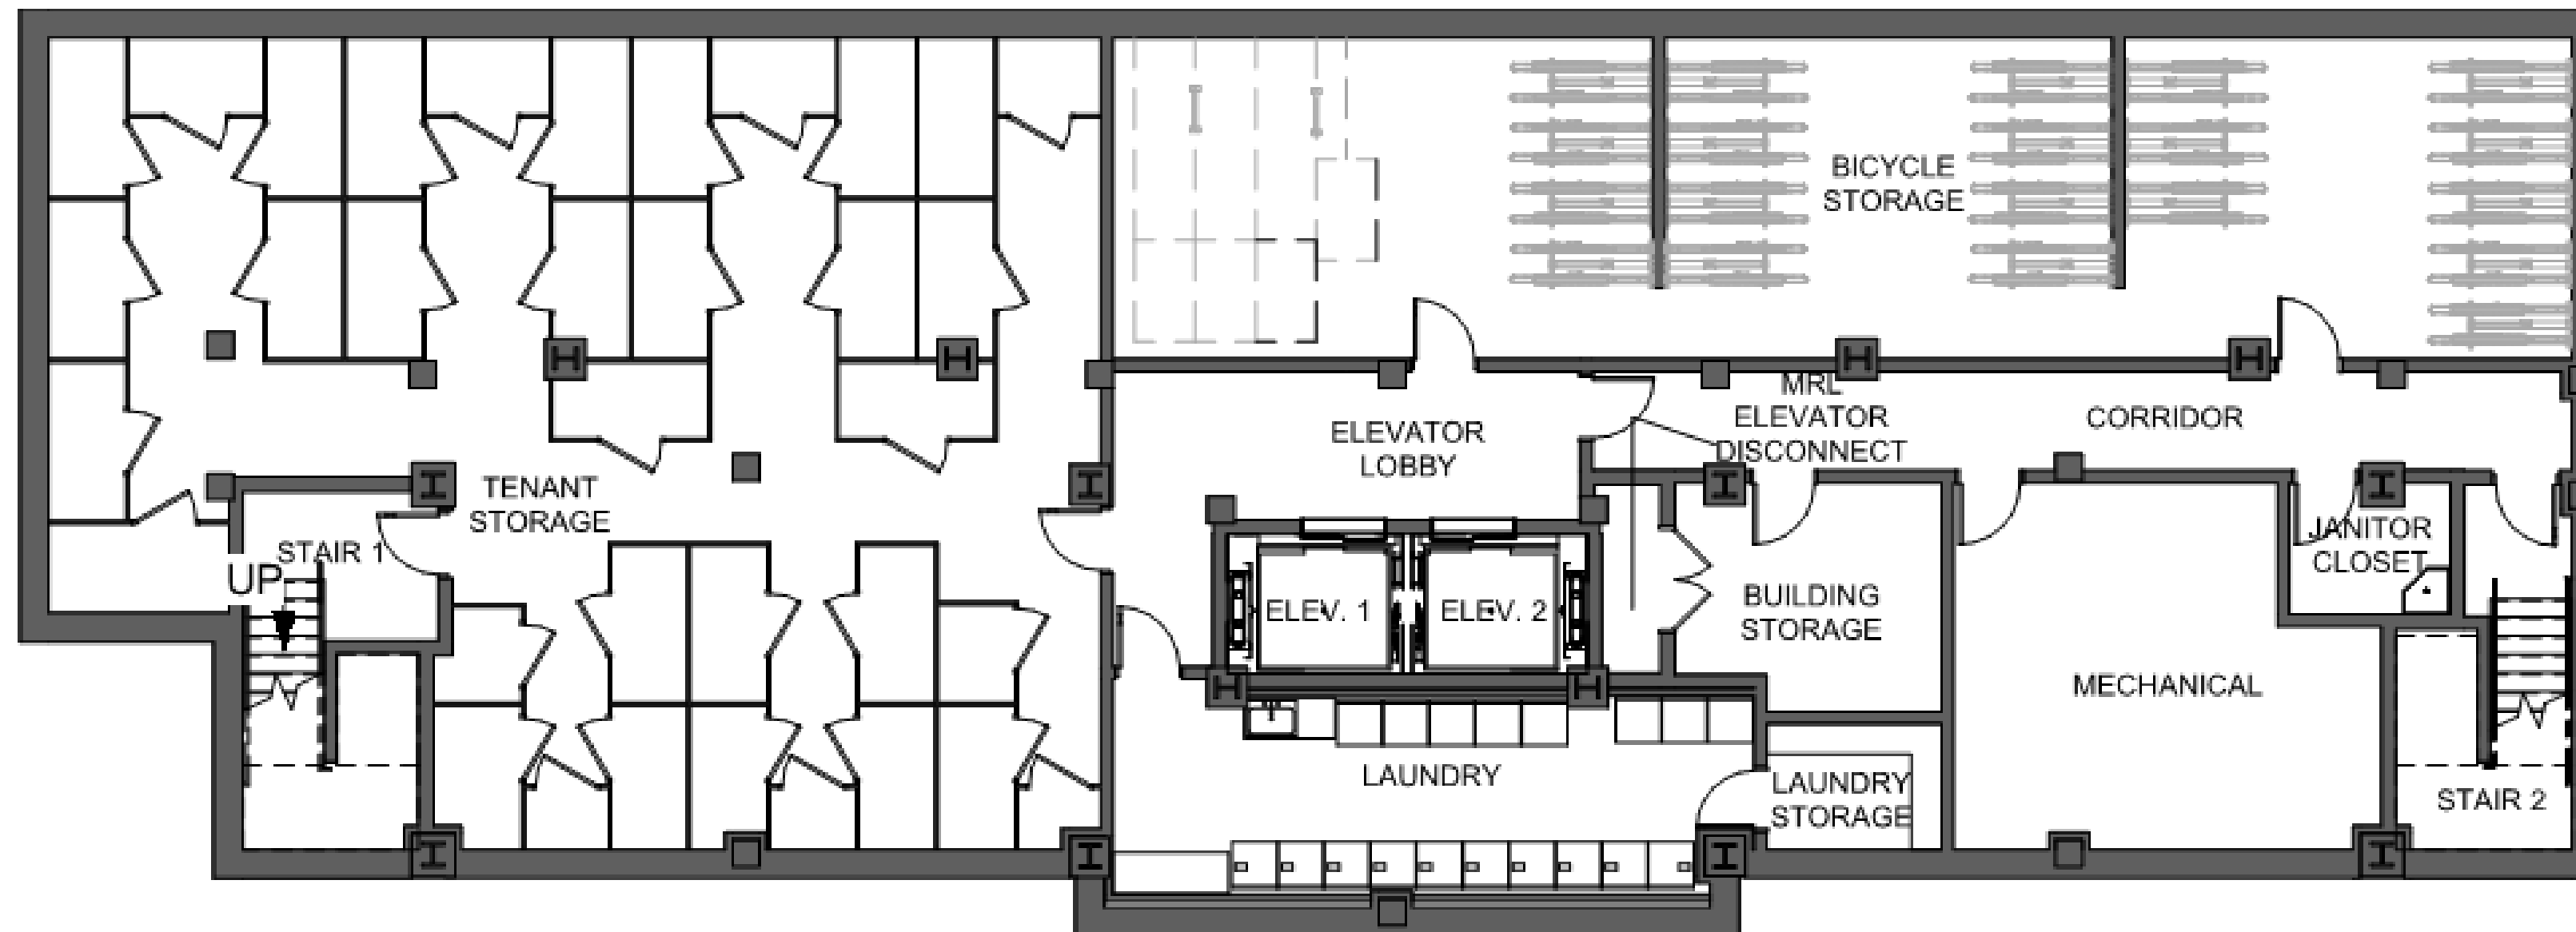 BICYCLE
STORAGE
MRL
ELEVATOR
DISCONNECT
CORRIDOR
ELEVATOR
LOBBY
TENANT
STORAGE
STAIR 1
UP
JANITOR
CLOSET
ELEV. 1
ELEV. 2
BUILDING
STORAGE
MECHANICAL
LAUNDRY
LAUNDRY
STORAGE
STAIR 2